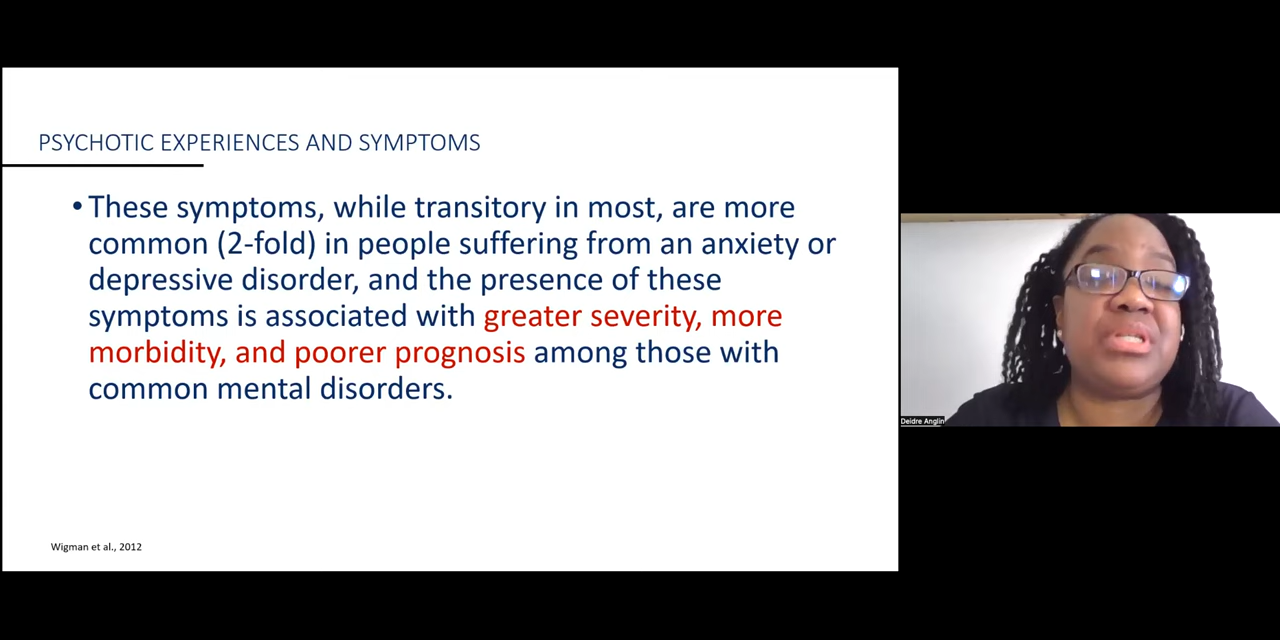 PSYCHOTIC EXPERIENCES AND SYMPTOMS
• These symptoms, while transitory in most, are more
common (2-fold) in people suffering from an anxiety or
depressive disorder, and the presence of these
symptoms is associated with greater severity, more
morbidity, and poorer prognosis among those with
common mental disorders.
Wigman et al., 2012
Deidre Anglin